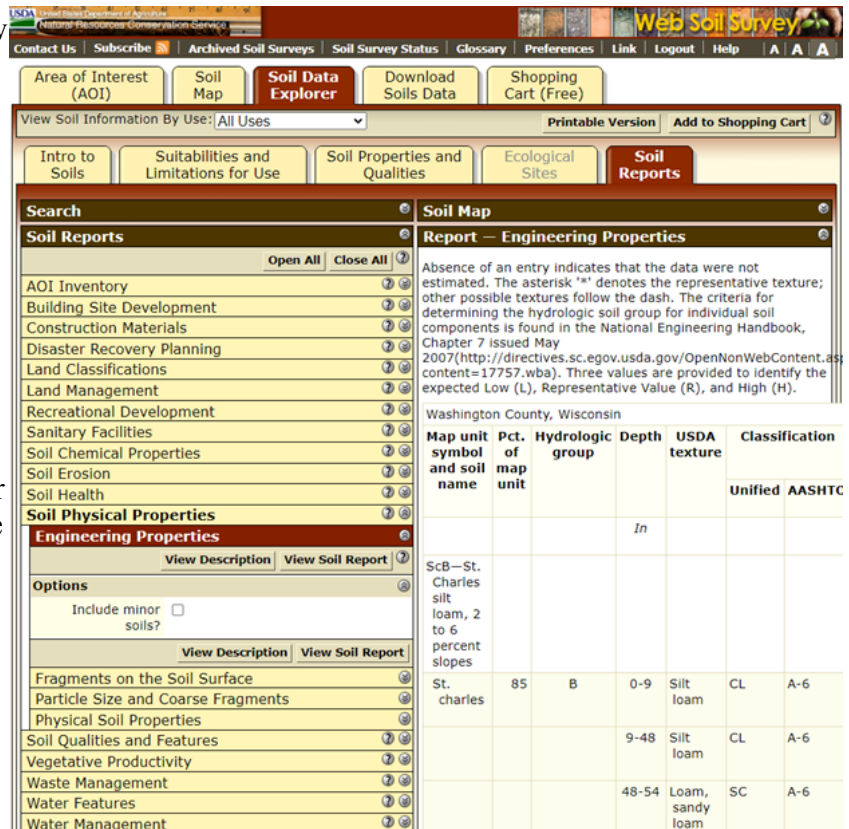 y
USDA United States Department of Agriculture
Natural Resources Conservation Service
Web Soil Survey
Contact Us | Subscribe | Archived Soil Surveys | Soil Survey Status | Glossary | Preferences | Link | Logout | Help | A | A | A
Area of Interest (AOI)
Soil Map
Soil Data Explorer
Download Soils Data
Shopping Cart (Free)
View Soil Information By Use: All Uses
Printable Version
Add to Shopping Cart
Intro to Soils
Suitabilities and Limitations for Use
Soil Properties and Qualities
Ecological Sites
Soil Reports
Search
Soil Reports
Open All
Close All
AOI Inventory
Building Site Development
Construction Materials
Disaster Recovery Planning
Land Classifications
Land Management
Recreational Development
Sanitary Facilities
Soil Chemical Properties
Soil Erosion
Soil Health
r
e
Soil Physical Properties
Engineering Properties
View Description
View Soil Report
Options
Include minor
soils?
View Description
View Soil Report
Fragments on the Soil Surface
Particle Size and Coarse Fragments
Physical Soil Properties
Soil Qualities and Features
Vegetative Productivity
Waste Management
Water Features
Water Management
Soil Map
Report — Engineering Properties
Absence of an entry indicates that the data were not
estimated. The asterisk '*' denotes the representative texture;
other possible textures follow the dash. The criteria for
determining the hydrologic soil group for individual soil
components is found in the National Engineering Handbook,
Chapter 7 issued May
2007(http://directives.sc.egov.usda.gov/OpenNonWebContent.asp
content=17757.wba). Three values are provided to identify the
expected Low (L), Representative Value (R), and High (H).
Washington County, Wisconsin
Map unit symbol and soil name
Pct. of map unit
Hydrologic group
Depth
USDA texture
Classification
Unified
AASHTO
In
ScB—St.
Charles
silt
loam, 2
to 6
percent
slopes
St. charles 85 B 0-9 Silt loam CL A-6
9-48 Silt loam CL A-6
48-54 Loam, sandy loam SC A-6